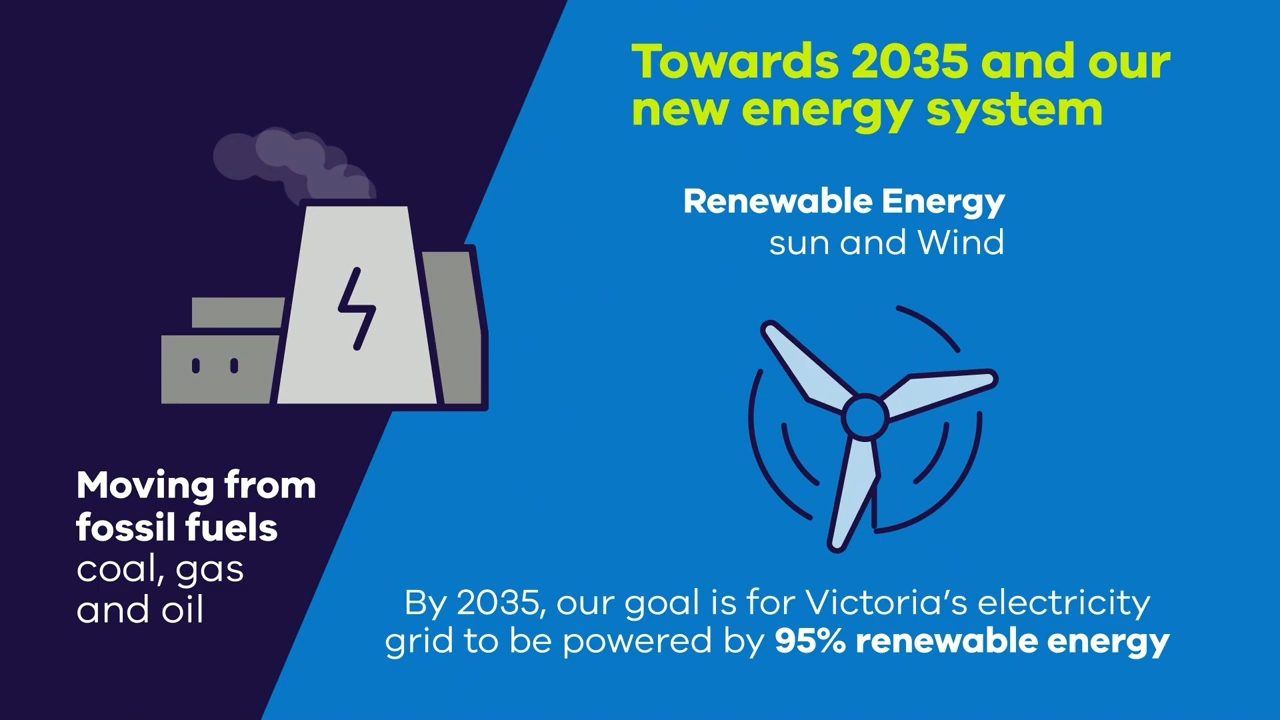 Towards 2035 and our
new energy system
Renewable Energy
sun and Wind
Moving from
fossil fuels
coal, gas
and oil
By 2035, our goal is for Victoria’s electricity
grid to be powered by 95% renewable energy